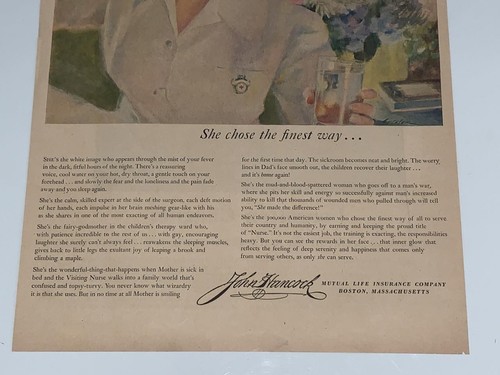 She chose the finest way...
She's the white image who appears through the mist of your fever
in the dark, fitful hours of the night. There's a reassuring
voice, cool water on your hot, dry throat, a gentle touch on your
forehead ... and slowly the fear and the loneliness and the pain fade
away and you sleep again.
She's the calm, skilled expert at the side of the surgeon, each deft motion
of her hands, each impulse in her brain meshing gear-like with his
as she shares in one of the most exacting of all human endeavors.
She's the fairy-godmother in the children's therapy ward who,
with patience incredible to the rest of us ... with gay, encouraging
laughter she surely can't always feel ... reawakens the sleeping muscles,
gives back to little legs the exultant joy of leaping a brook and
climbing a maple.
She's the wonderful-thing-that-happens when Mother is sick in
bed and the Visiting Nurse walks into a family world that's
confused and topsy-turvy. You never know what wizardry
it is that she uses. But in no time at all Mother is smiling
for the first time that day. The sickroom becomes neat and bright. The worry
lines in Dad's face smooth out, the children recover their laughter ...
and it's home again!
She's the mud-and-blood-spattered woman who goes off to a man's war,
where she pits her skill and energy so successfully against man's increased
ability to kill that thousands of wounded men who pulled through will tell
you, "She made the difference!"
She's the 300,000 American women who chose the finest way of all to serve
their country and humanity, by earning and keeping the proud title
of "Nurse." It's not the easiest job, the training is exacting, the responsibilities
heavy. But you can see the rewards in her face ... that inner glow that
reflects the feeling of deep serenity and happiness that comes only
from serving others, as only she can serve.
John Hancock MUTUAL LIFE INSURANCE COMPANY
BOSTON, MASSACHUSETTS